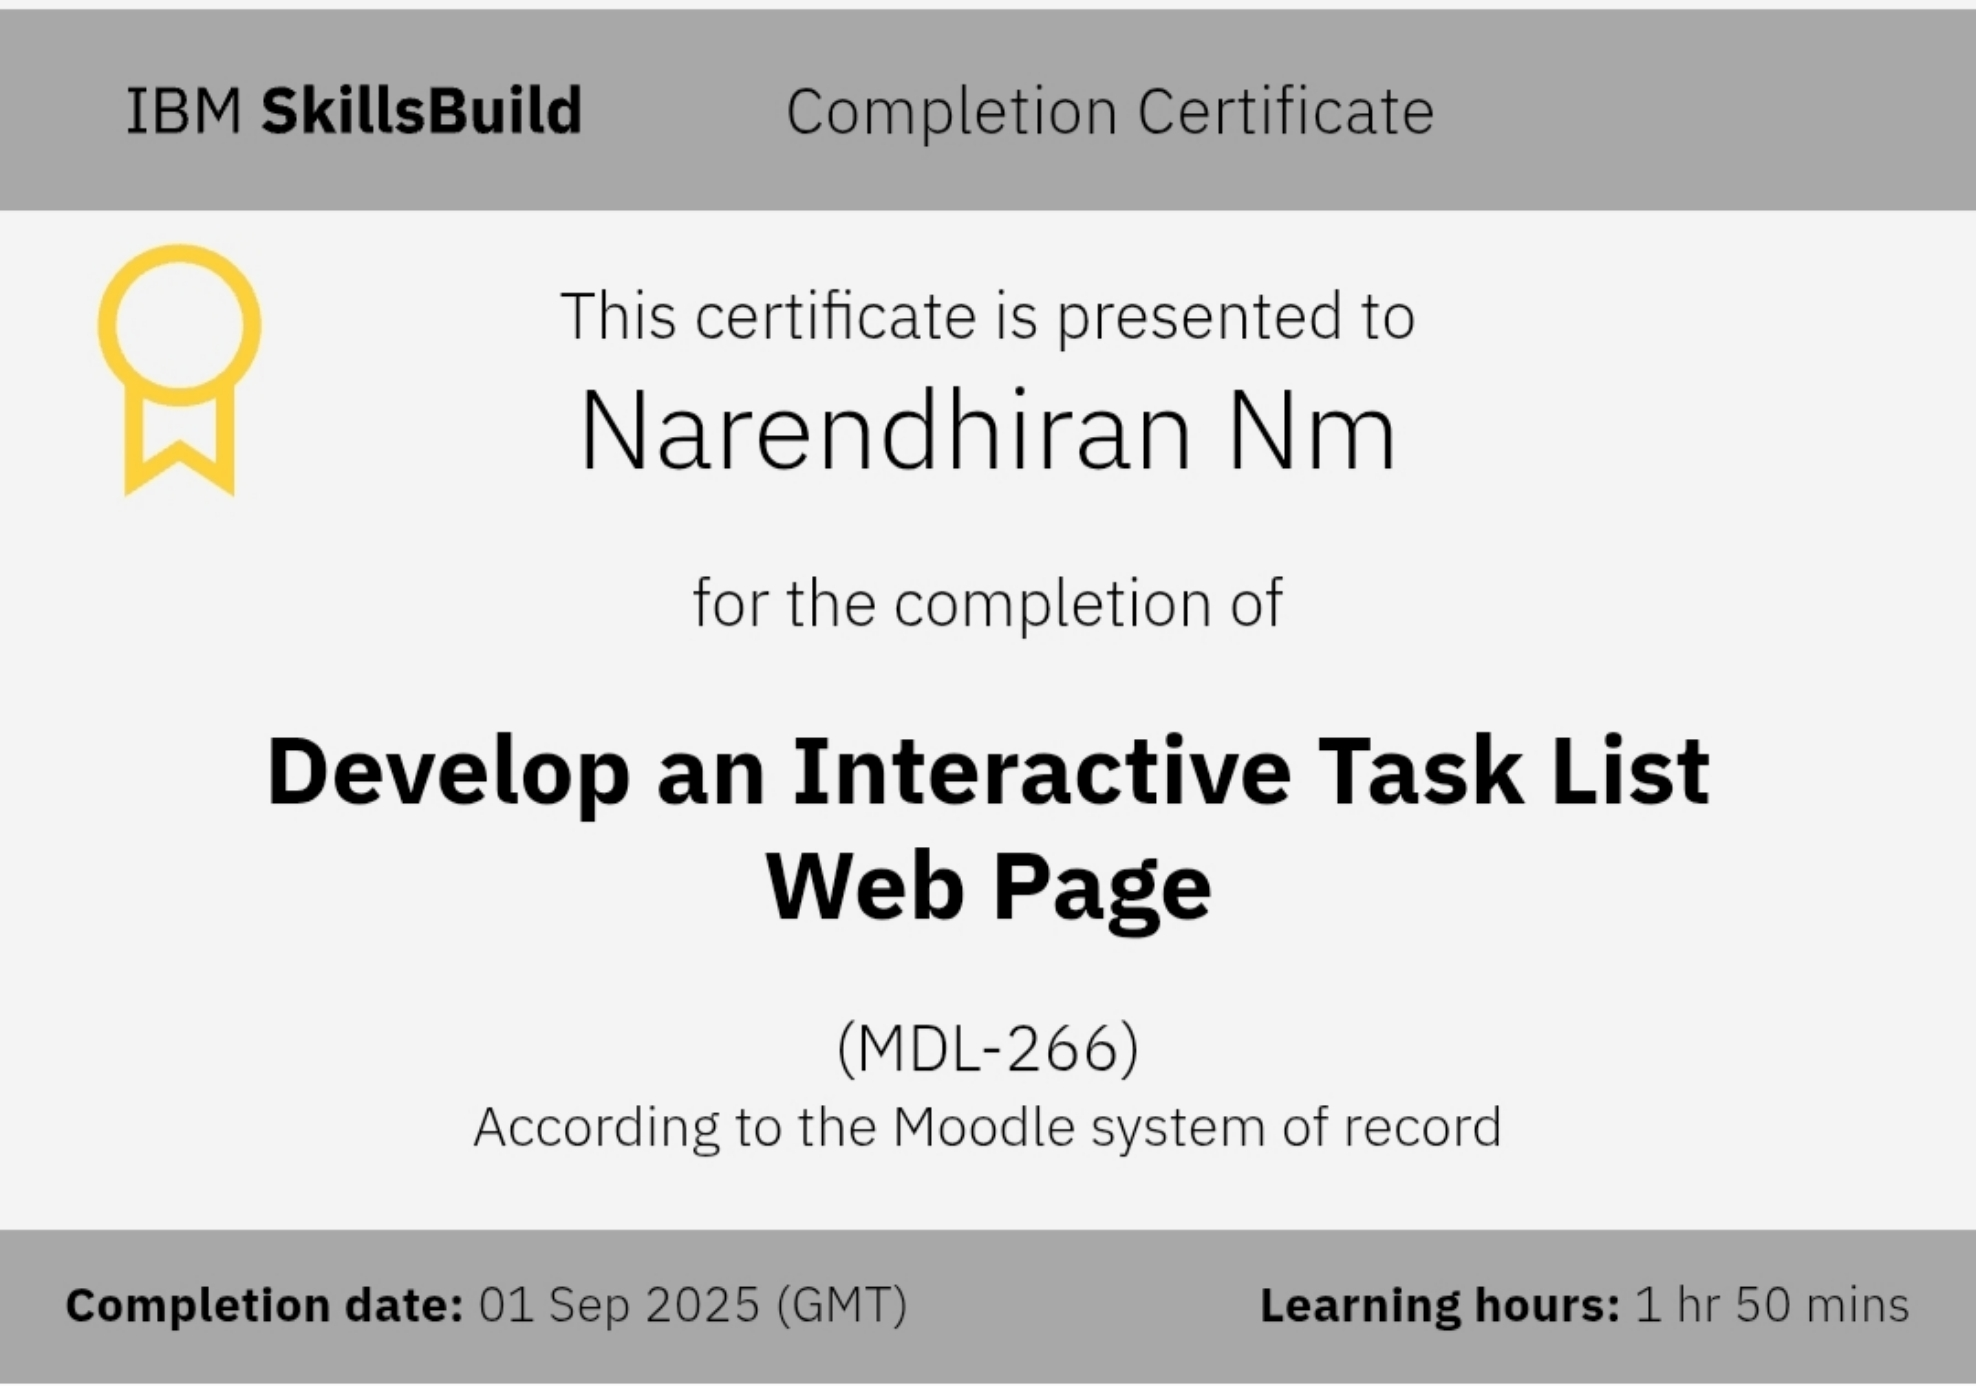 IBM SkillsBuild
Completion Certificate
This certificate is presented to
Narendhiran Nm
for the completion of
Develop an Interactive Task List
Web Page
(MDL-266)
According to the Moodle system of record
Completion date: 01 Sep 2025 (GMT)
Learning hours: 1 hr 50 mins